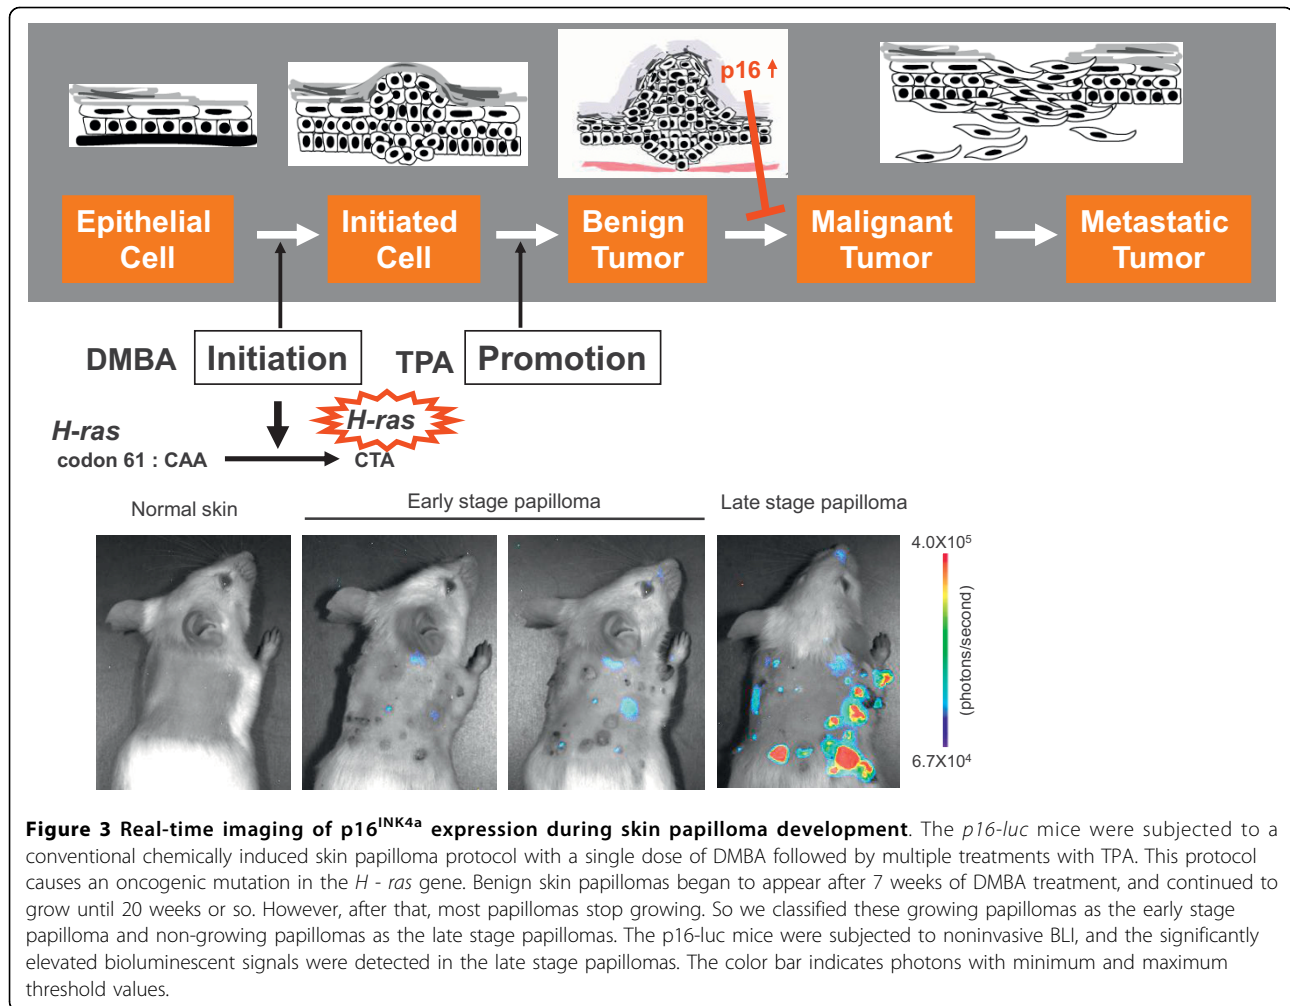 p16
Epithelial
Cell
Initiated
Cell
Benign
Tumor
Malignant
Tumor
Metastatic
Tumor
DMBA
Initiation
TPA
Promotion
H-ras
H-ras
codon 61 : CAA
CTA
Normal skin
Early stage papilloma
Late stage papilloma
4.0X10⁵
(photons/second)
6.7X10⁴
Figure 3 Real-time imaging of p16ᴵᴺᴷ⁴ᵃ expression during skin papilloma development. The p16-luc mice were subjected to a
conventional chemically induced skin papilloma protocol with a single dose of DMBA followed by multiple treatments with TPA. This protocol
causes an oncogenic mutation in the H - ras gene. Benign skin papillomas began to appear after 7 weeks of DMBA treatment, and continued to
grow until 20 weeks or so. However, after that, most papillomas stop growing. So we classified these growing papillomas as the early stage
papilloma and non-growing papillomas as the late stage papillomas. The p16-luc mice were subjected to noninvasive BLI, and the significantly
elevated bioluminescent signals were detected in the late stage papillomas. The color bar indicates photons with minimum and maximum
threshold values.